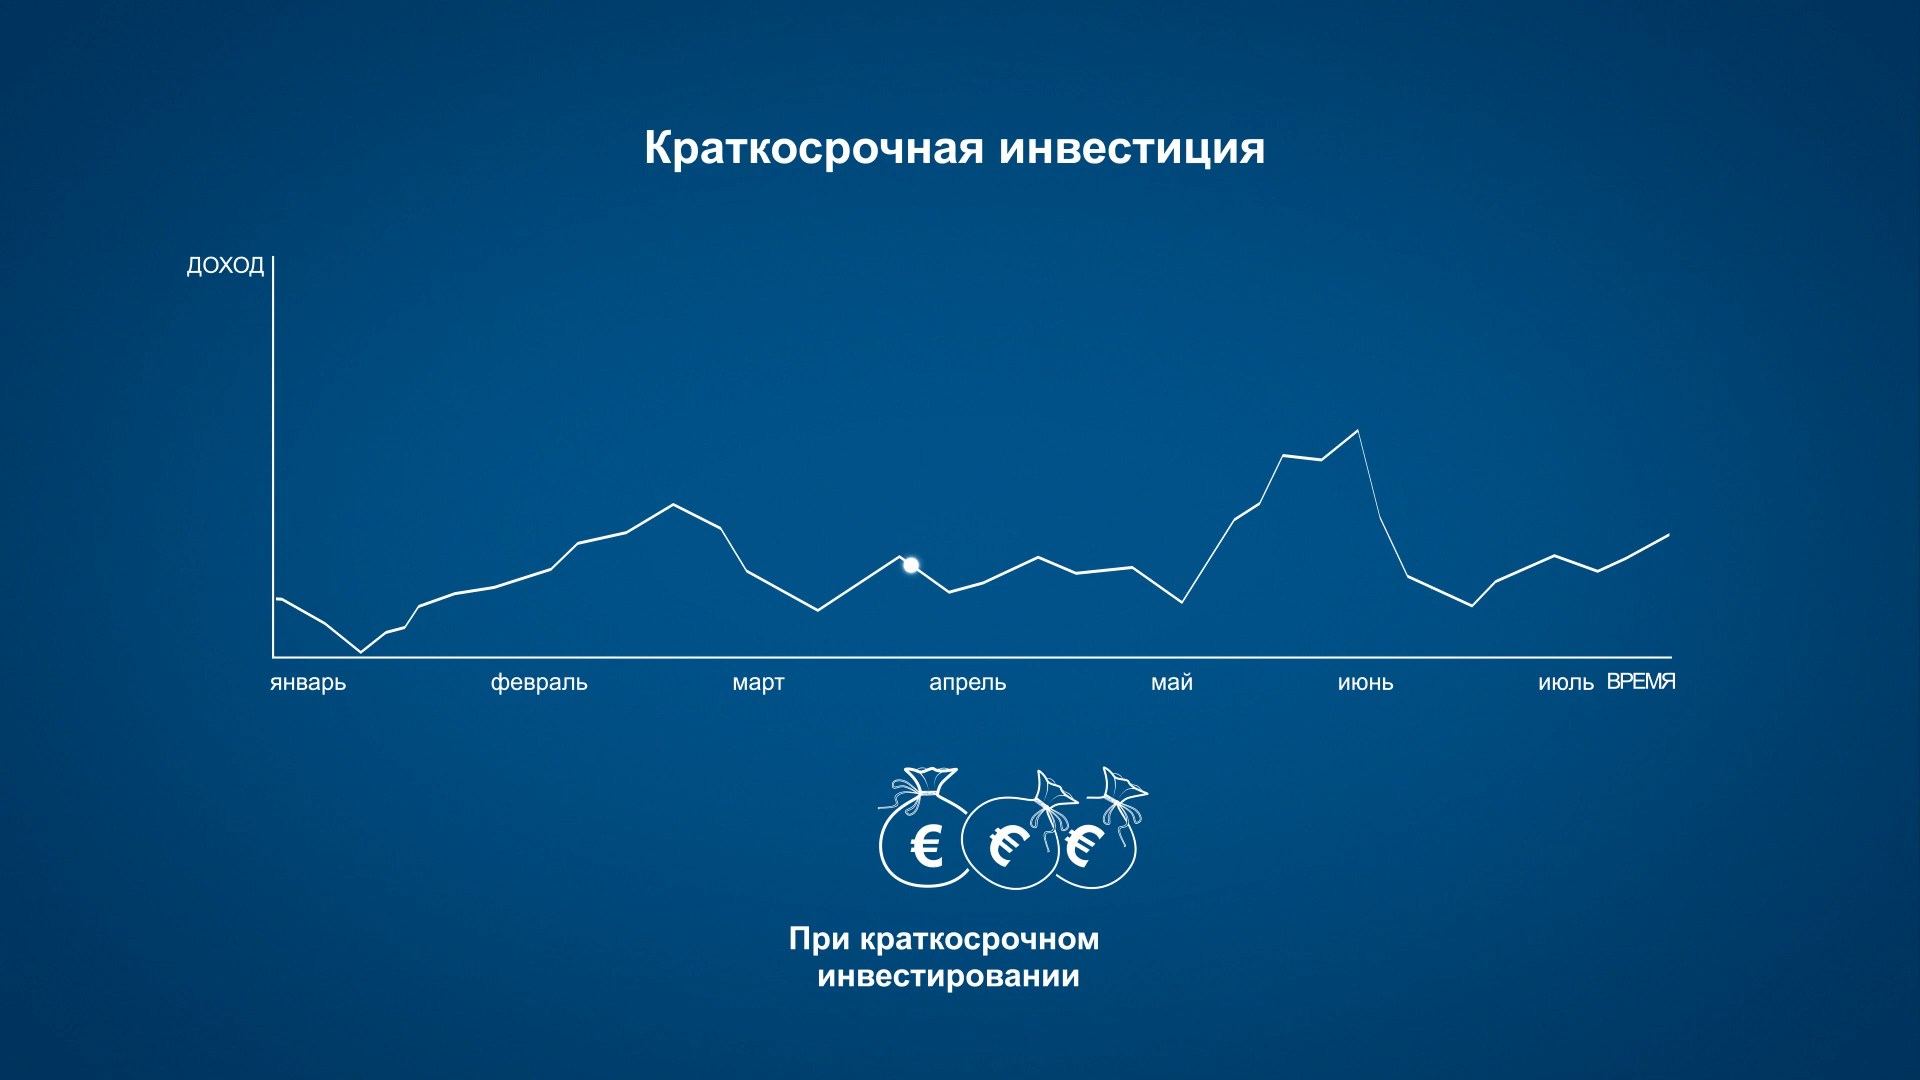 Краткосрочная инвестиция
ДОХОД
январь февраль март апрель май июнь июль ВРЕМЯ
€ € €
При краткосрочном
инвестировании